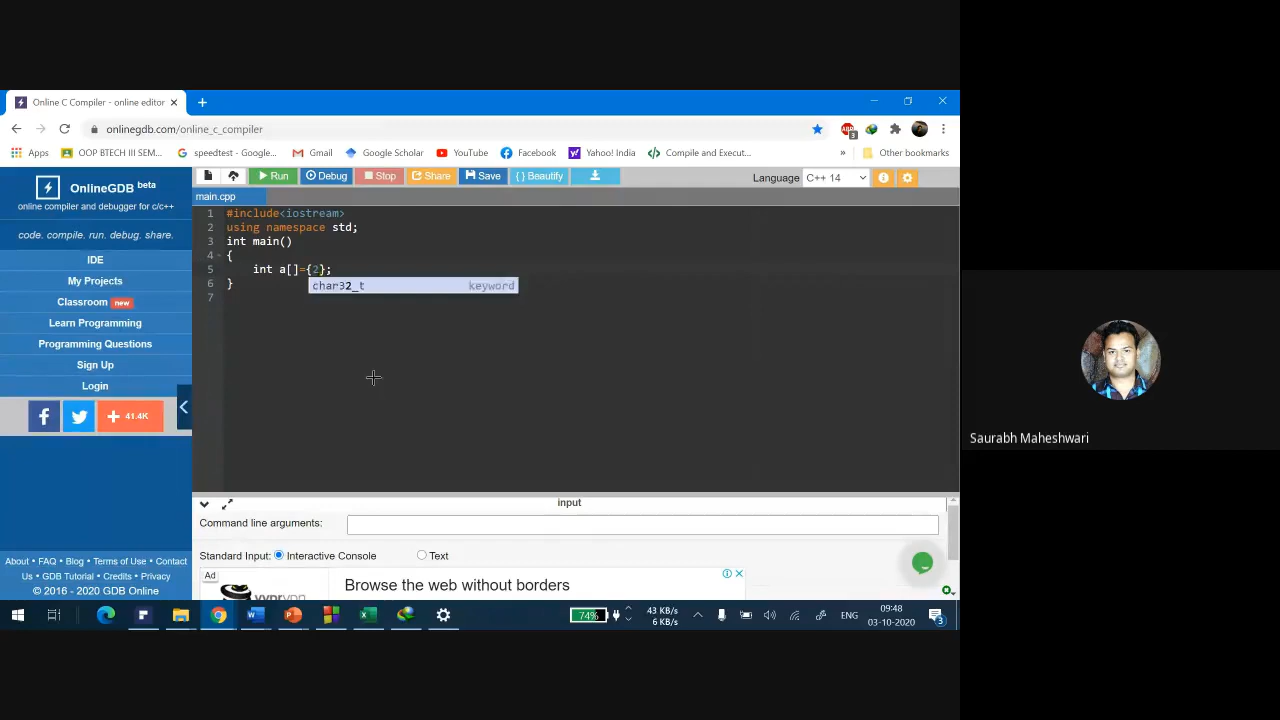 Online C Compiler - online editor
onlinegdb.com/online_c_compiler
Apps
OOP BTECH III SEM...
speedtest - Google...
Gmail
Google Scholar
YouTube
Facebook
Yahoo! India
Compile and Execut...
»
Other bookmarks
OnlineGDB beta
online compiler and debugger for c/c++
code. compile. run. debug. share.
IDE
My Projects
Classroom new
Learn Programming
Programming Questions
Sign Up
Login
41.4K
About • FAQ • Blog • Terms of Use • Contact
Us • GDB Tutorial • Credits • Privacy
© 2016 - 2020 GDB Online
Run
Debug
Stop
Share
Save
{ } Beautify
Language C++ 14
main.cpp
1 #include<iostream>
2 using namespace std;
3 int main()
4 {
5 int a[]={2};
char32_t keyword
6 }
7
input
Command line arguments:
Standard Input: Interactive Console Text
Ad
Browse the web without borders
Saurabh Maheshwari
74%
43 KB/s
6 KB/s
ENG
09:48
03-10-2020
3